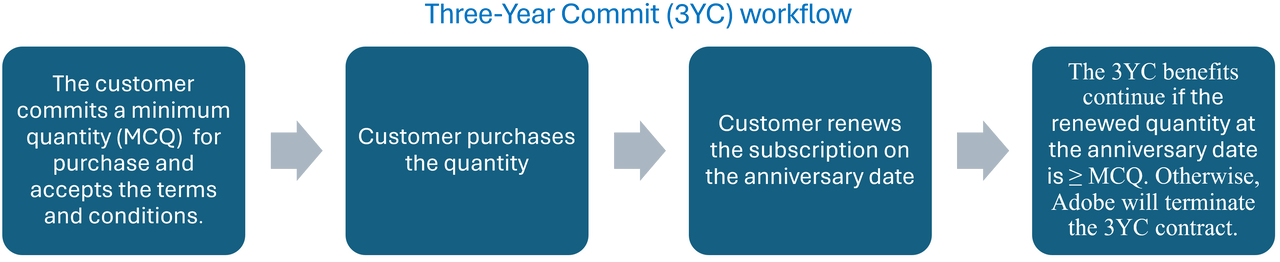 Three-Year Commit (3YC) workflow
The customer
commits a minimum
quantity (MCQ) for
purchase and
accepts the terms
and conditions.
Customer purchases
the quantity
Customer renews
the subscription on
the anniversary date
The 3YC benefits
continue if the
renewed quantity at
the anniversary date
is ≥ MCQ. Otherwise,
Adobe will terminate
the 3YC contract.